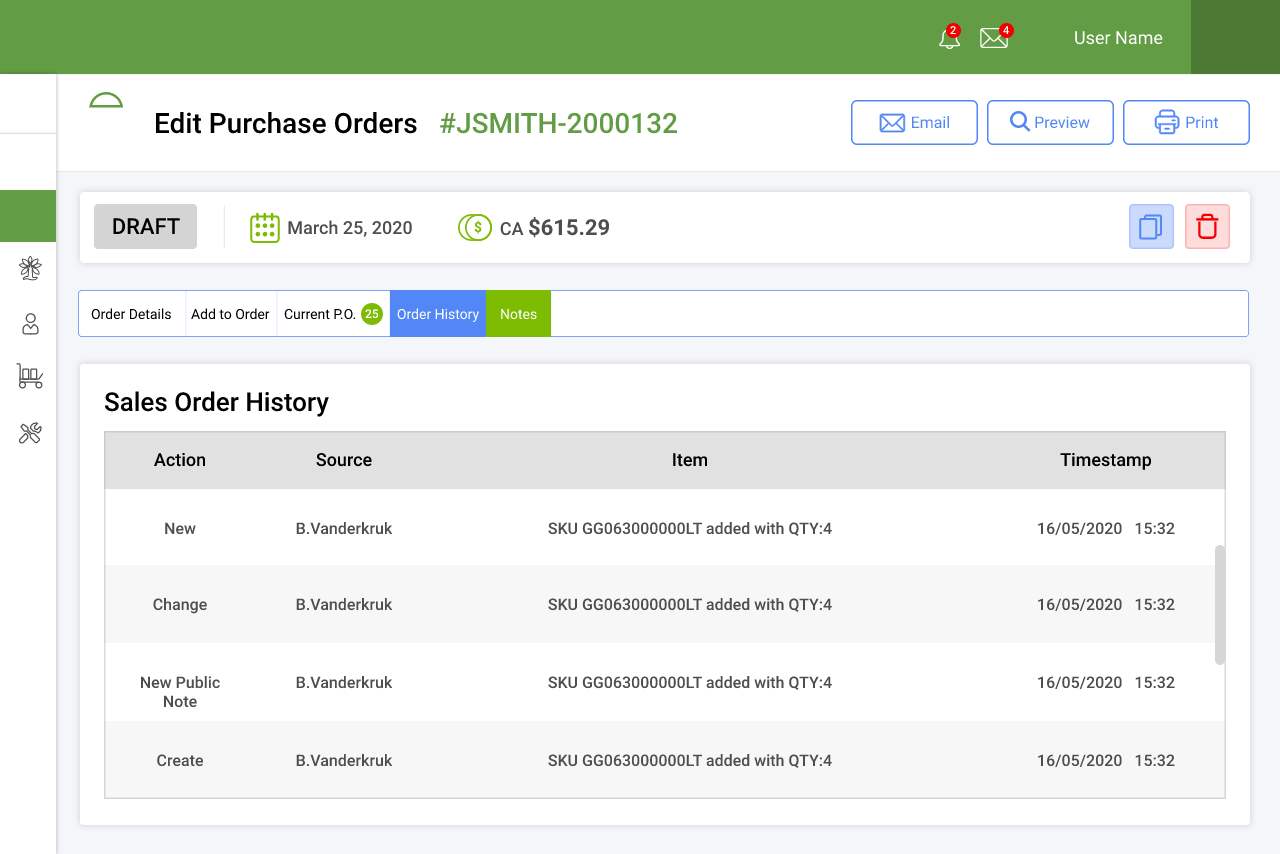 2 4 User Name
Edit Purchase Orders #JSMITH-2000132 Email Preview Print
DRAFT March 25, 2020 $ CA $615.29
Order Details Add to Order Current P.O. 25 Order History Notes
Sales Order History
Action Source Item Timestamp
New B.Vanderkruk SKU GG063000000LT added with QTY:4 16/05/2020 15:32
Change B.Vanderkruk SKU GG063000000LT added with QTY:4 16/05/2020 15:32
New Public B.Vanderkruk SKU GG063000000LT added with QTY:4 16/05/2020 15:32
Note
Create B.Vanderkruk SKU GG063000000LT added with QTY:4 16/05/2020 15:32